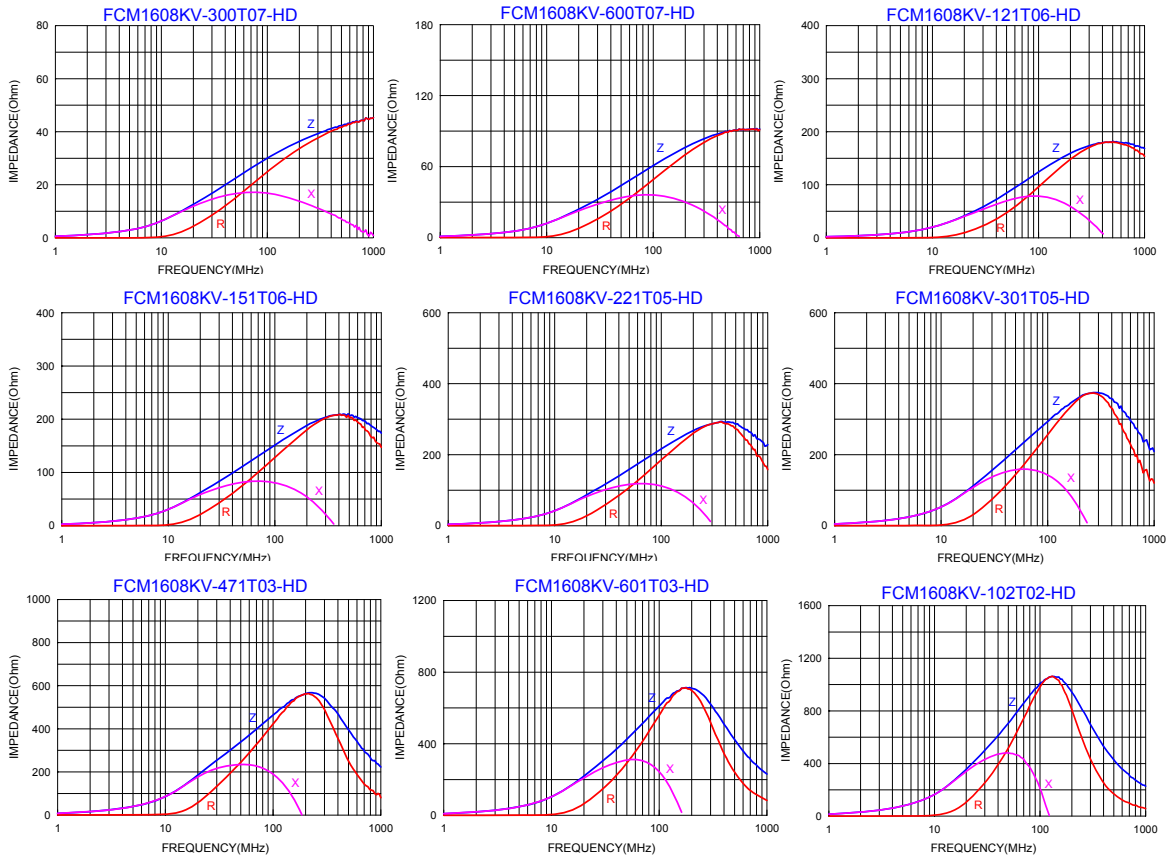 FCM1608KV-300T07-HD
80
60
40
20
0
IMPEDANCE(Ohm)
Z
X
R
1
10
100
1000
FREQUENCY(MHz)
FCM1608KV-600T07-HD
180
120
60
0
IMPEDANCE(Ohm)
Z
X
R
1
10
100
1000
FREQUENCY(MHz)
FCM1608KV-121T06-HD
400
300
200
100
0
IMPEDANCE(Ohm)
Z
X
R
1
10
100
1000
FREQUENCY(MHz)
FCM1608KV-151T06-HD
400
300
200
100
0
IMPEDANCE(Ohm)
Z
X
R
1
10
100
1000
FREQUENCY(MHz)
FCM1608KV-221T05-HD
600
400
200
0
IMPEDANCE(Ohm)
Z
X
R
1
10
100
1000
FREQUENCY(MHz)
FCM1608KV-301T05-HD
600
400
200
0
IMPEDANCE(Ohm)
Z
X
R
1
10
100
1000
FREQUENCY(MHz)
FCM1608KV-471T03-HD
1000
800
600
400
200
0
IMPEDANCE(Ohm)
Z
X
R
1
10
100
1000
FREQUENCY(MHz)
FCM1608KV-601T03-HD
1200
800
400
0
IMPEDANCE(Ohm)
Z
X
R
1
10
100
1000
FREQUENCY(MHz)
FCM1608KV-102T02-HD
1600
1200
800
400
0
IMPEDANCE(Ohm)
Z
X
R
1
10
100
1000
FREQUENCY(MHz)